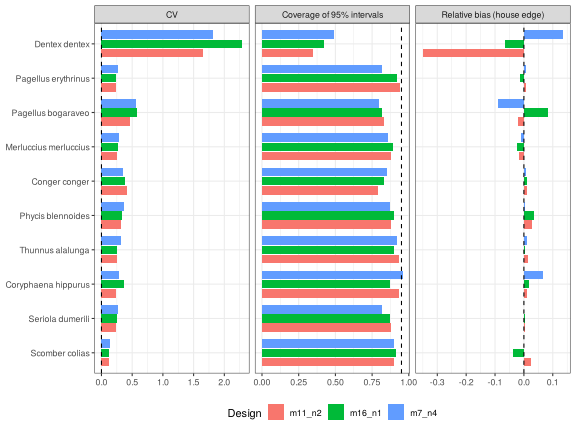 CV
Coverage of 95% intervals
Relative bias (house edge)
Dentex dentex
Pagellus erythrinus
Pagellus bogaraveo
Merluccius merluccius
Conger conger
Phycis blennoides
Thunnus alalunga
Coryphaena hippurus
Seriola dumerili
Scomber colias
0.0 0.5 1.0 1.5 2.0
0.00 0.25 0.50 0.75 1.00
-0.3 -0.2 -0.1 0.0 0.1
Design m11_n2 m16_n1 m7_n4